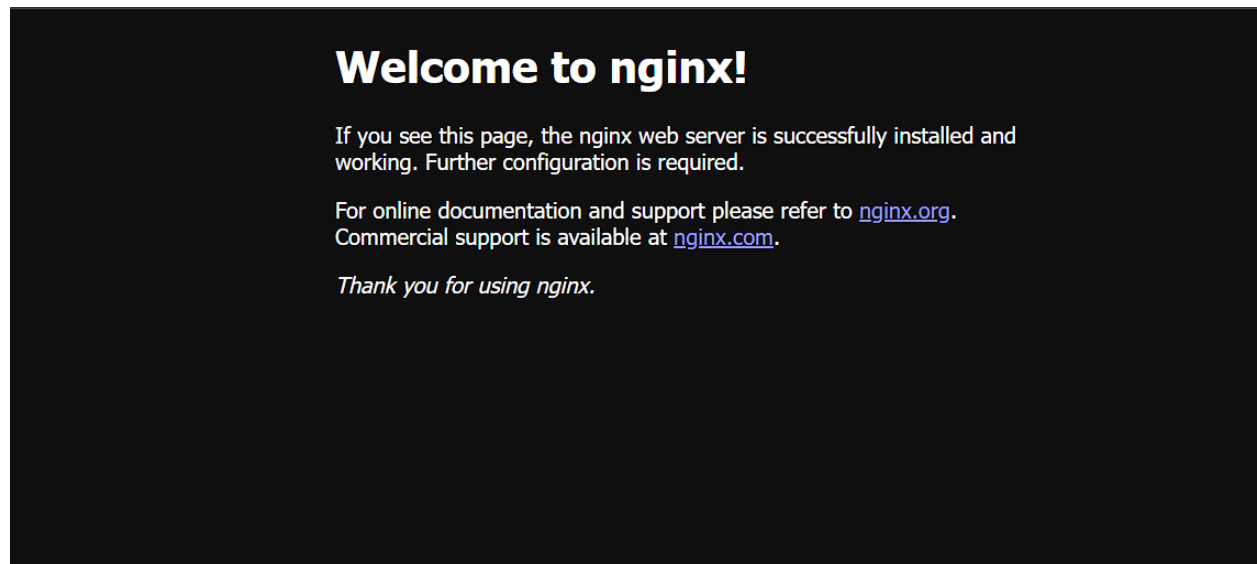 Welcome to nginx!
If you see this page, the nginx web server is successfully installed and
working. Further configuration is required.
For online documentation and support please refer to nginx.org.
Commercial support is available at nginx.com.
Thank you for using nginx.